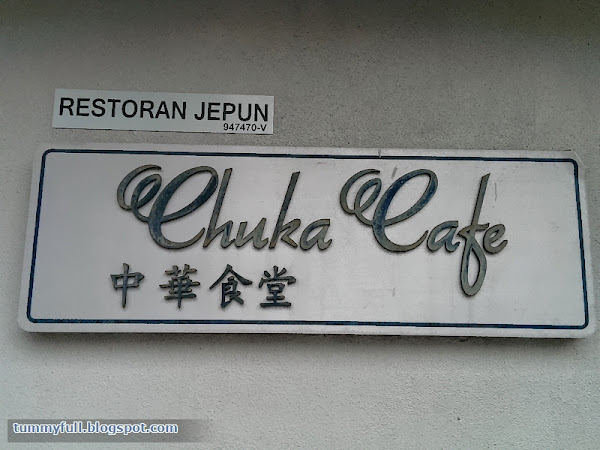 RESTORAN JEPUN
947470-V
Chuka Cafe
中華食堂
tummyfull.blogspot.com